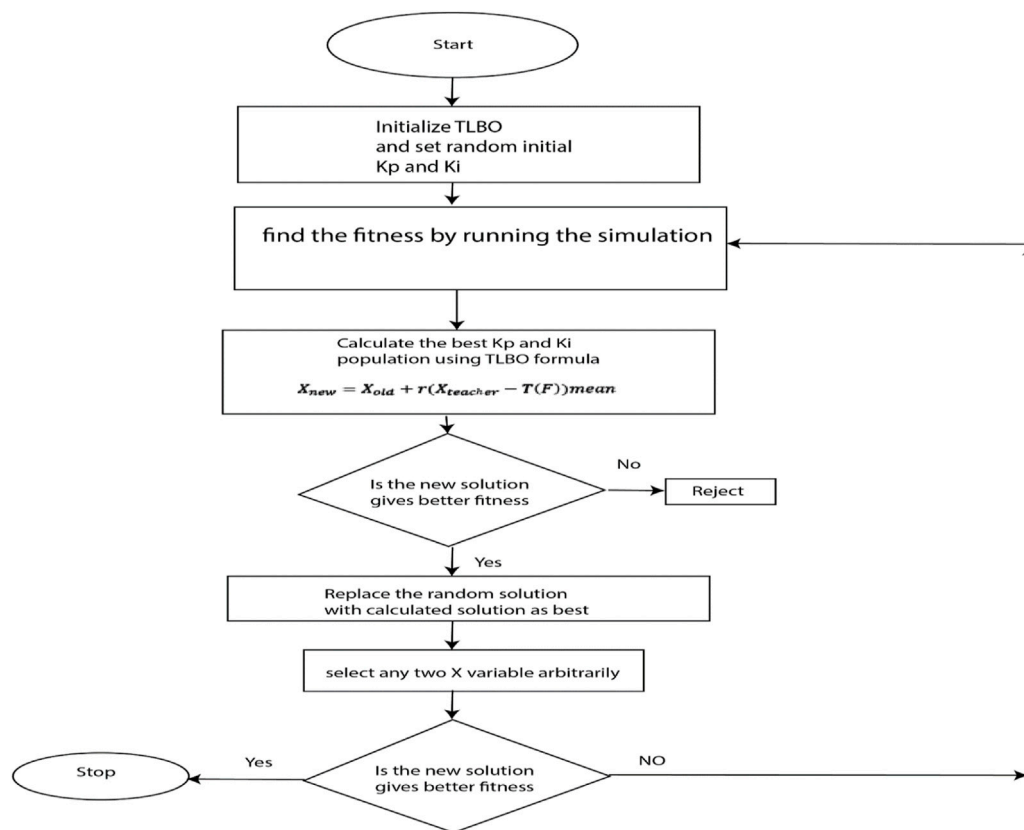 Start
Initialize TLBO
and set random initial
Kp and Ki
find the fitness by running the simulation
Calculate the best Kp and Ki
population using TLBO formula
X_new = X_old + r(X_teacher − T(F))mean
Is the new solution
gives better fitness
No
Reject
Yes
Replace the random solution
with calculated solution as best
select any two X variable arbitrarily
Is the new solution
gives better fitness
Yes
Stop
NO